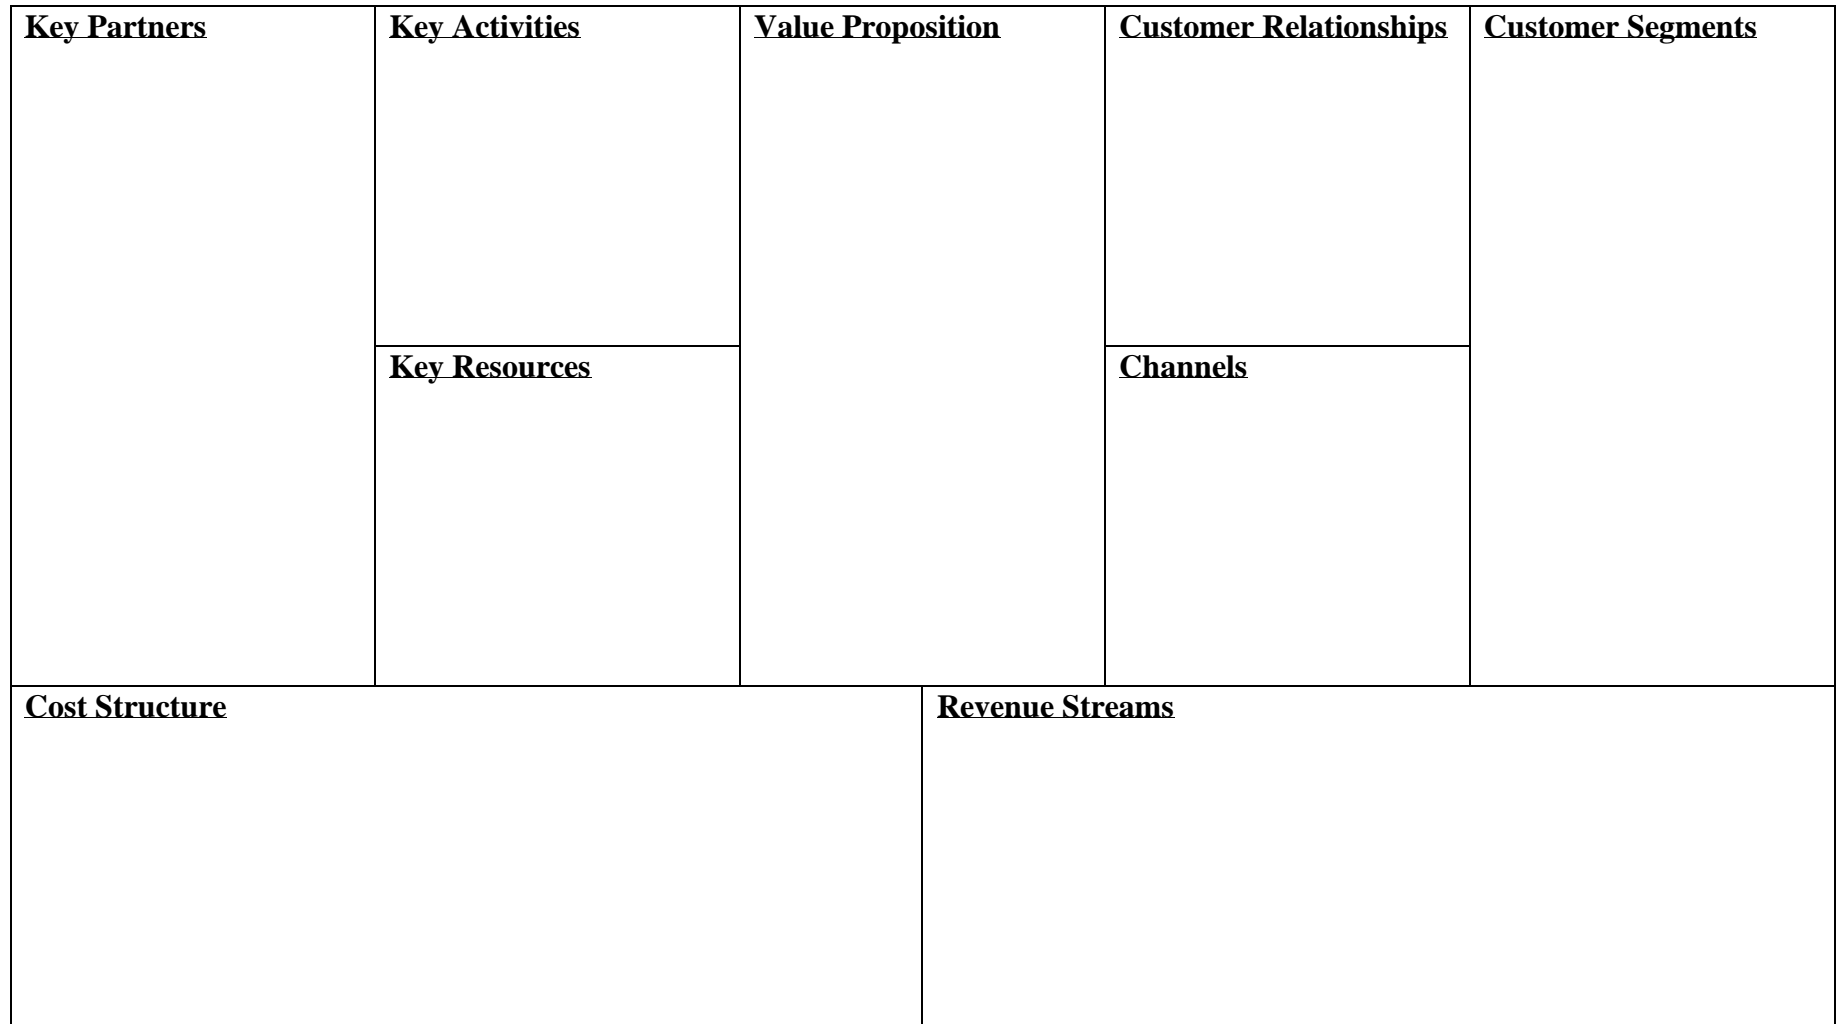 Key Partners
Key Activities
Value Proposition
Customer Relationships
Customer Segments
Key Resources
Channels
Cost Structure
Revenue Streams